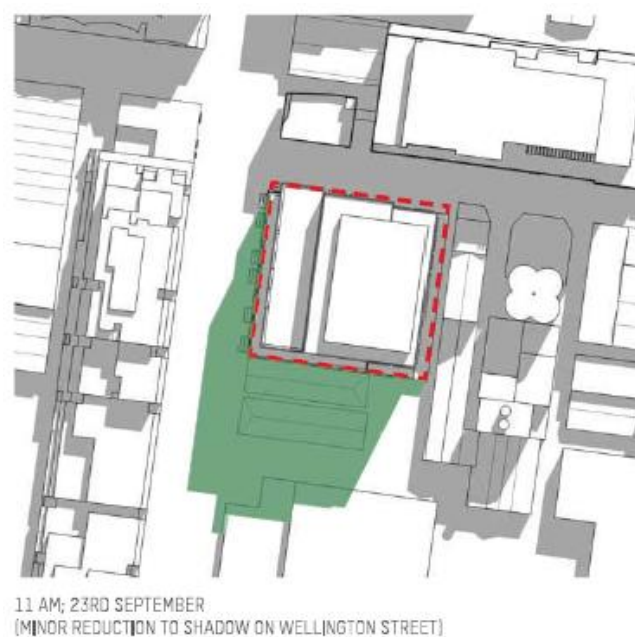 11 AM; 23RD SEPTEMBER
(MINOR REDUCTION TO SHADOW ON WELLINGTON STREET)